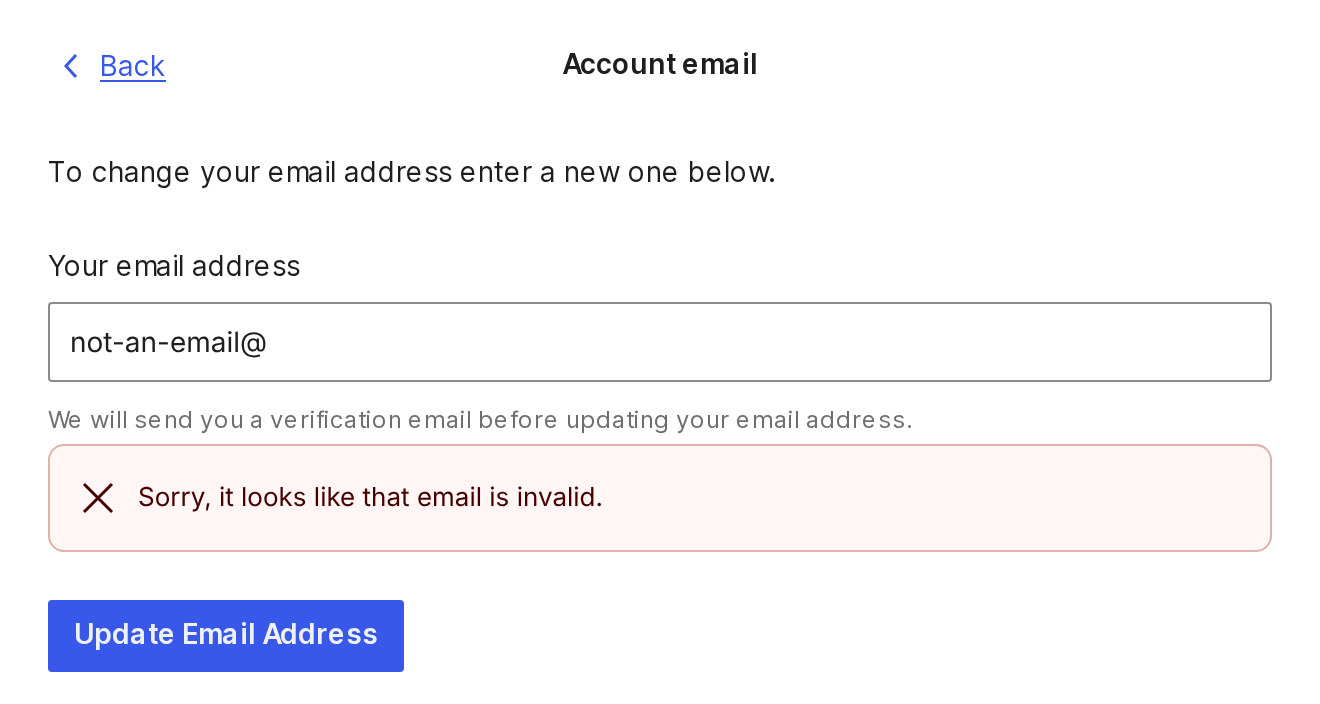 Back
Account email
To change your email address enter a new one below.
Your email address
not-an-email@
We will send you a verification email before updating your email address.
Sorry, it looks like that email is invalid.
Update Email Address